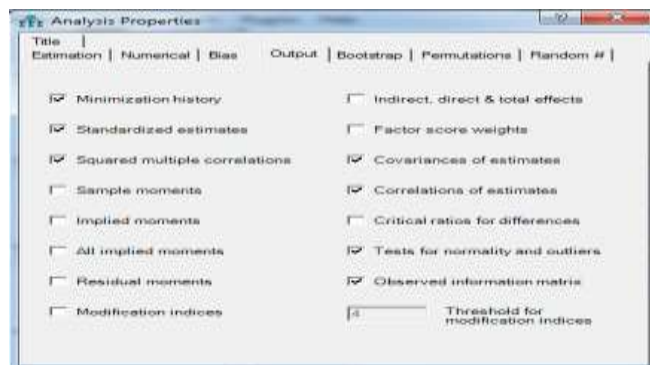 Analysis Properties
Title
Estimation | Numerical | Bias | Output | Bootstrap | Permutations | Random # |
Minimization history
Standardized estimates
Squared multiple correlations
Sample moments
Implied moments
All implied moments
Residual moments
Modification indices
Indirect, direct & total effects
Factor score weights
Covariances of estimates
Correlations of estimates
Critical ratios for differences
Tests for normality and outliers
Observed information matrix
4
Threshold for
modification indices